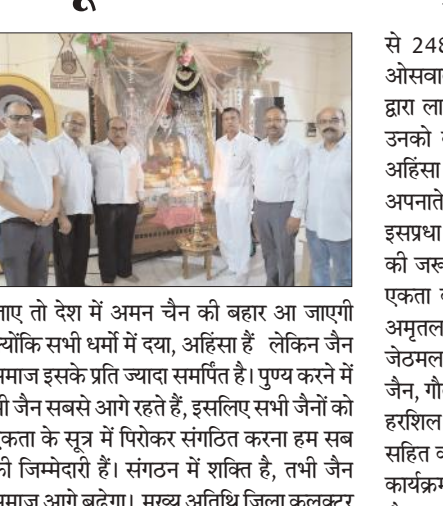 जाए तो देश में अमन चैन की बहार आ जाएगी
क्योंकि सभी धर्मो में दया, अहिंसा हैं लेकिन जैन
समाज इसके प्रति ज्यादा समर्पित है। पुण्य करने में
भी जैन सबसे आगे रहते हैं, इसलिए सभी जैनों को
एकता के सूत्र में पिरोकर संगठित करना हम सब
की जिम्मेदारी हैं। संगठन में शक्ति है, तभी जैन
समाज आगे बढ़ेगा। मुख्य अतिथि जिला कलक्टर
से 248
ओसवा
द्वारा ला
उनको
अहिंसा
अपनाते
इसप्रधा
की जरू
एकता
अमृतल
जेठमल
जैन, गौ
हरशिल
सहित
कार्यक्रम